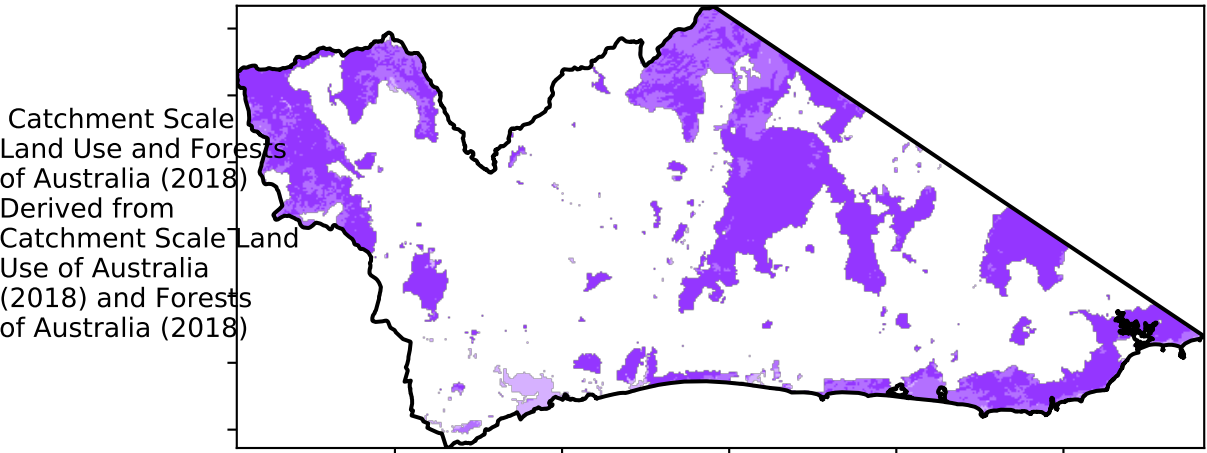 Catchment Scale
Land Use and Forests
of Australia (2018)
Derived from
Catchment Scale Land
Use of Australia
(2018) and Forests
of Australia (2018)